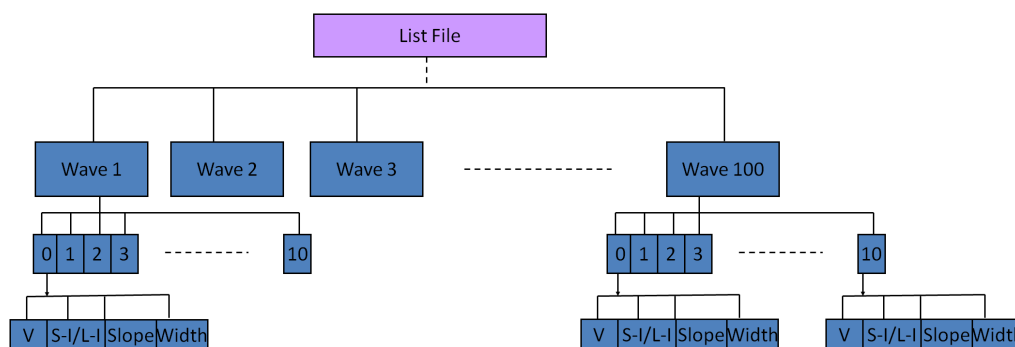 List File
Wave 1
Wave 2
Wave 3
Wave 100
0 1 2 3 10
0 1 2 3 10
V S-I/L-I Slope Width
V S-I/L-I Slope Width
V S-I/L-I Slope Width